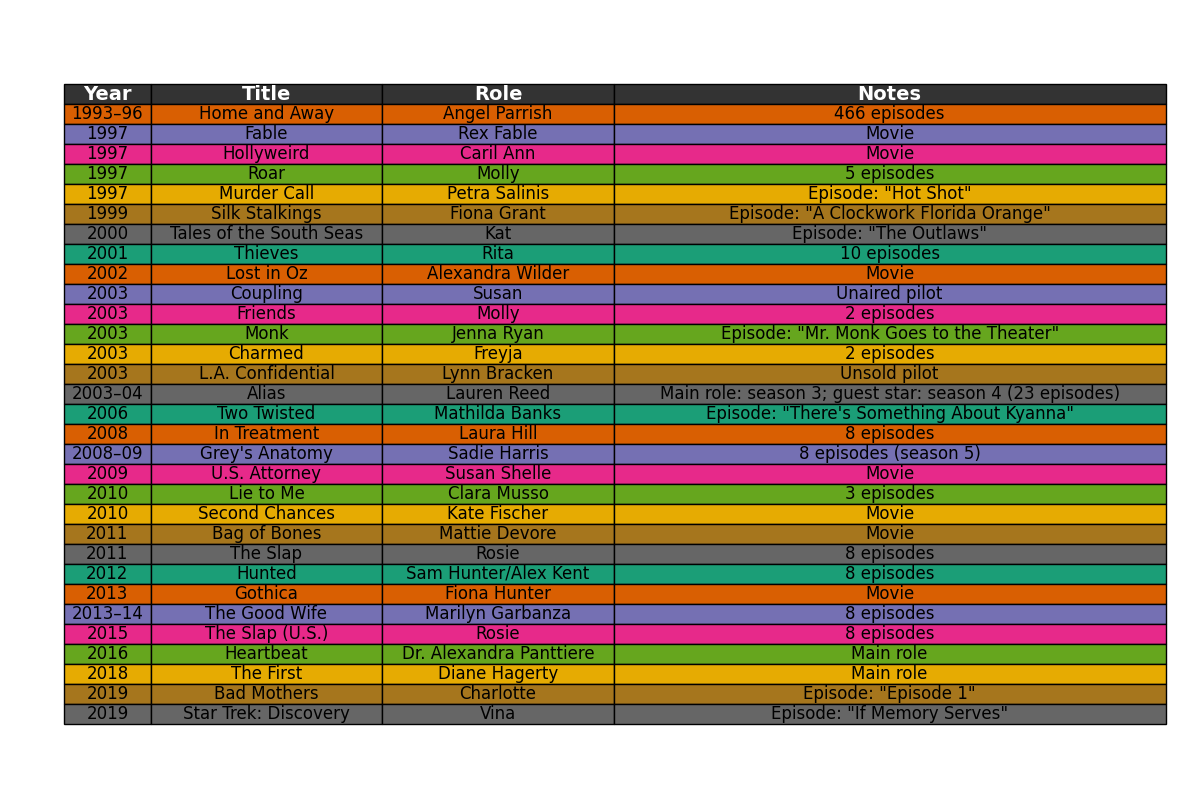 Year Title Role Notes
1993–96 Home and Away Angel Parrish 466 episodes
1997 Fable Rex Fable Movie
1997 Hollyweird Caril Ann Movie
1997 Roar Molly 5 episodes
1997 Murder Call Petra Salinis Episode: "Hot Shot"
1999 Silk Stalkings Fiona Grant Episode: "A Clockwork Florida Orange"
2000 Tales of the South Seas Kat Episode: "The Outlaws"
2001 Thieves Rita 10 episodes
2002 Lost in Oz Alexandra Wilder Movie
2003 Coupling Susan Unaired pilot
2003 Friends Molly 2 episodes
2003 Monk Jenna Ryan Episode: "Mr. Monk Goes to the Theater"
2003 Charmed Freyja 2 episodes
2003 L.A. Confidential Lynn Bracken Unsold pilot
2003–04 Alias Lauren Reed Main role: season 3; guest star: season 4 (23 episodes)
2006 Two Twisted Mathilda Banks Episode: "There's Something About Kyanna"
2008 In Treatment Laura Hill 8 episodes
2008–09 Grey's Anatomy Sadie Harris 8 episodes (season 5)
2009 U.S. Attorney Susan Shelle Movie
2010 Lie to Me Clara Musso 3 episodes
2010 Second Chances Kate Fischer Movie
2011 Bag of Bones Mattie Devore Movie
2011 The Slap Rosie 8 episodes
2012 Hunted Sam Hunter/Alex Kent 8 episodes
2013 Gothica Fiona Hunter Movie
2013–14 The Good Wife Marilyn Garbanza 8 episodes
2015 The Slap (U.S.) Rosie 8 episodes
2016 Heartbeat Dr. Alexandra Panttiere Main role
2018 The First Diane Hagerty Main role
2019 Bad Mothers Charlotte Episode: "Episode 1"
2019 Star Trek: Discovery Vina Episode: "If Memory Serves"